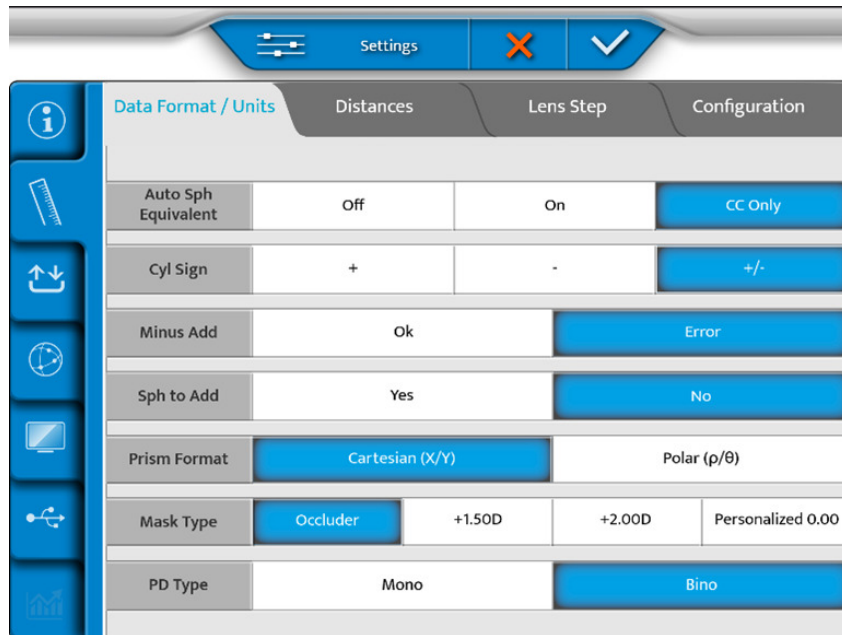 Settings
Data Format / Units Distances Lens Step Configuration
Auto Sph
Equivalent
Off On CC Only
Cyl Sign + - +/-
Minus Add Ok Error
Sph to Add Yes No
Prism Format Cartesian (X/Y) Polar (ρ/θ)
Mask Type Occluder +1.50D +2.00D Personalized 0.00
PD Type Mono Bino